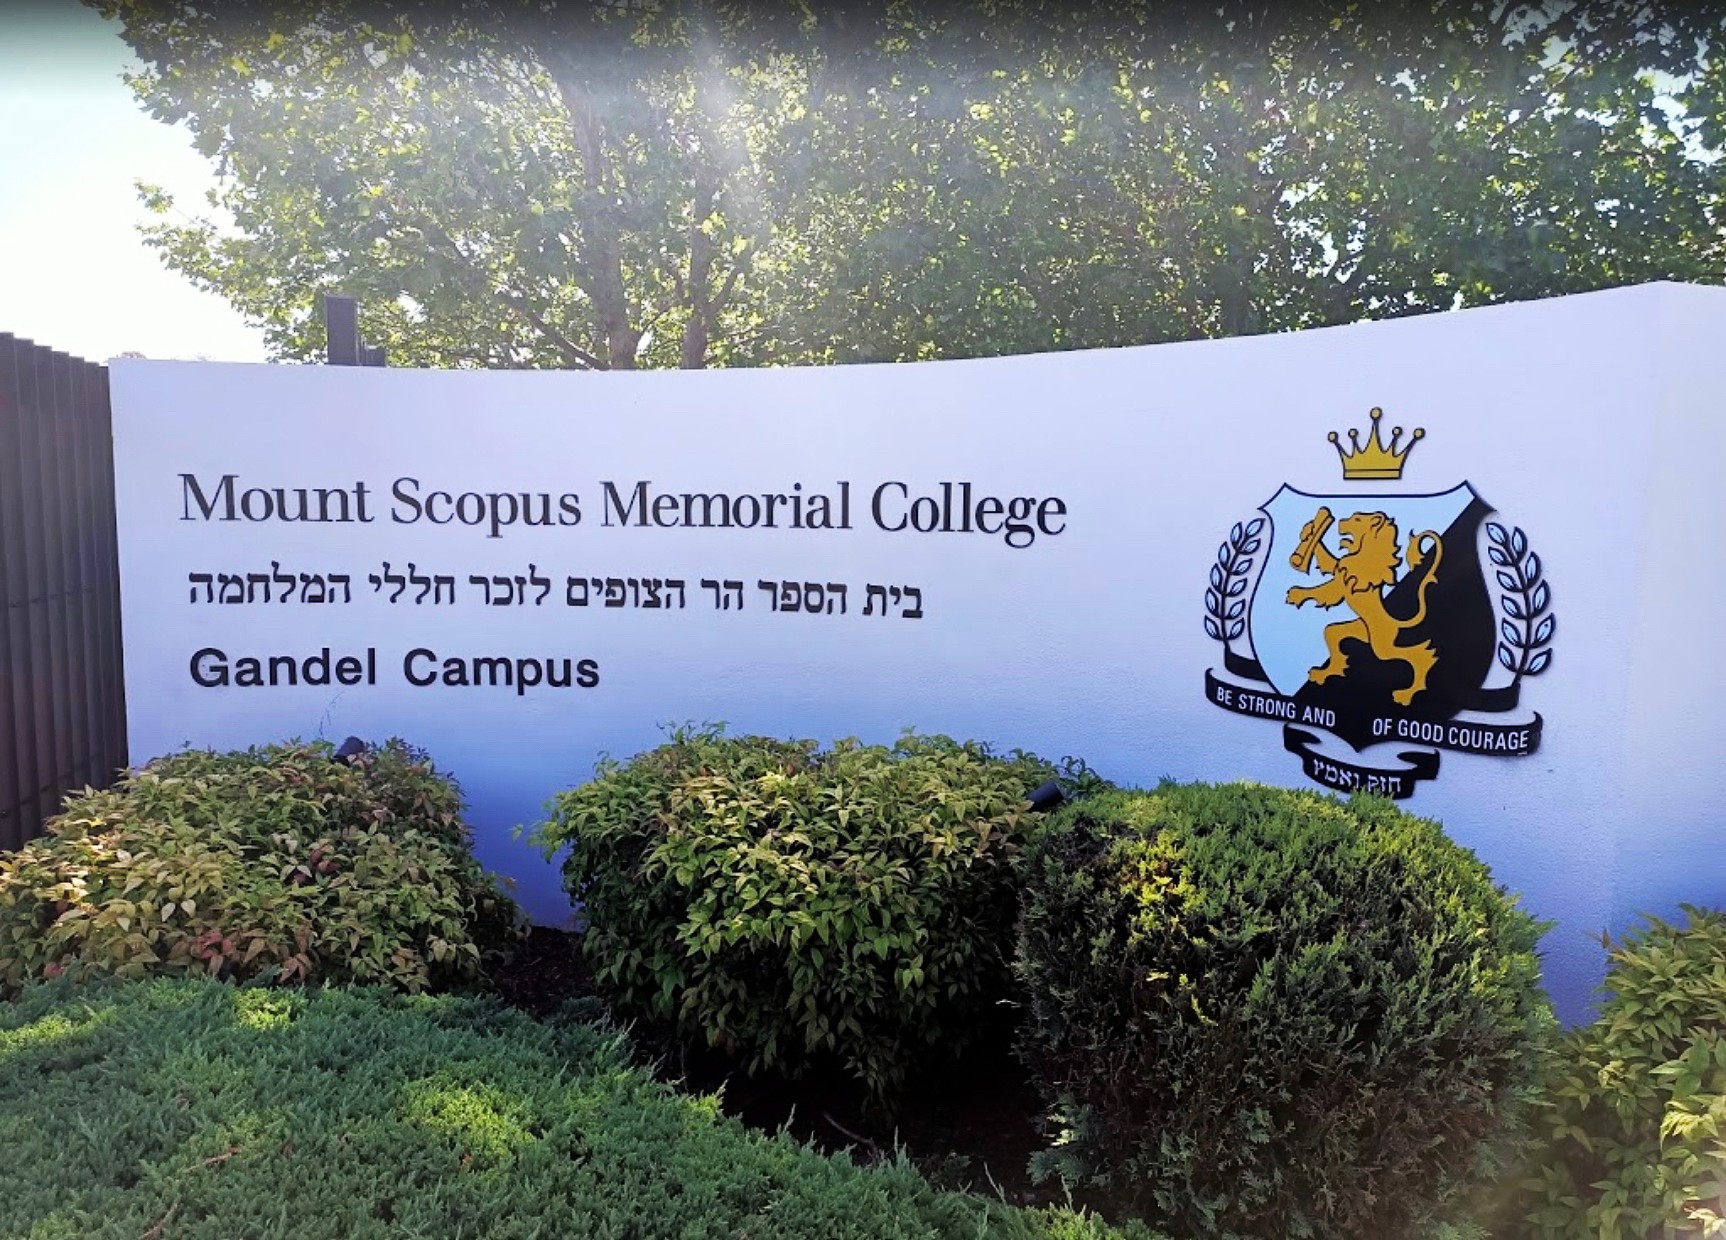 Mount Scopus Memorial College
בית הספר הר הצופים לזכר חללי המלחמה
Gandel Campus
BE STRONG AND OF GOOD COURAGE
חזק ואמץ